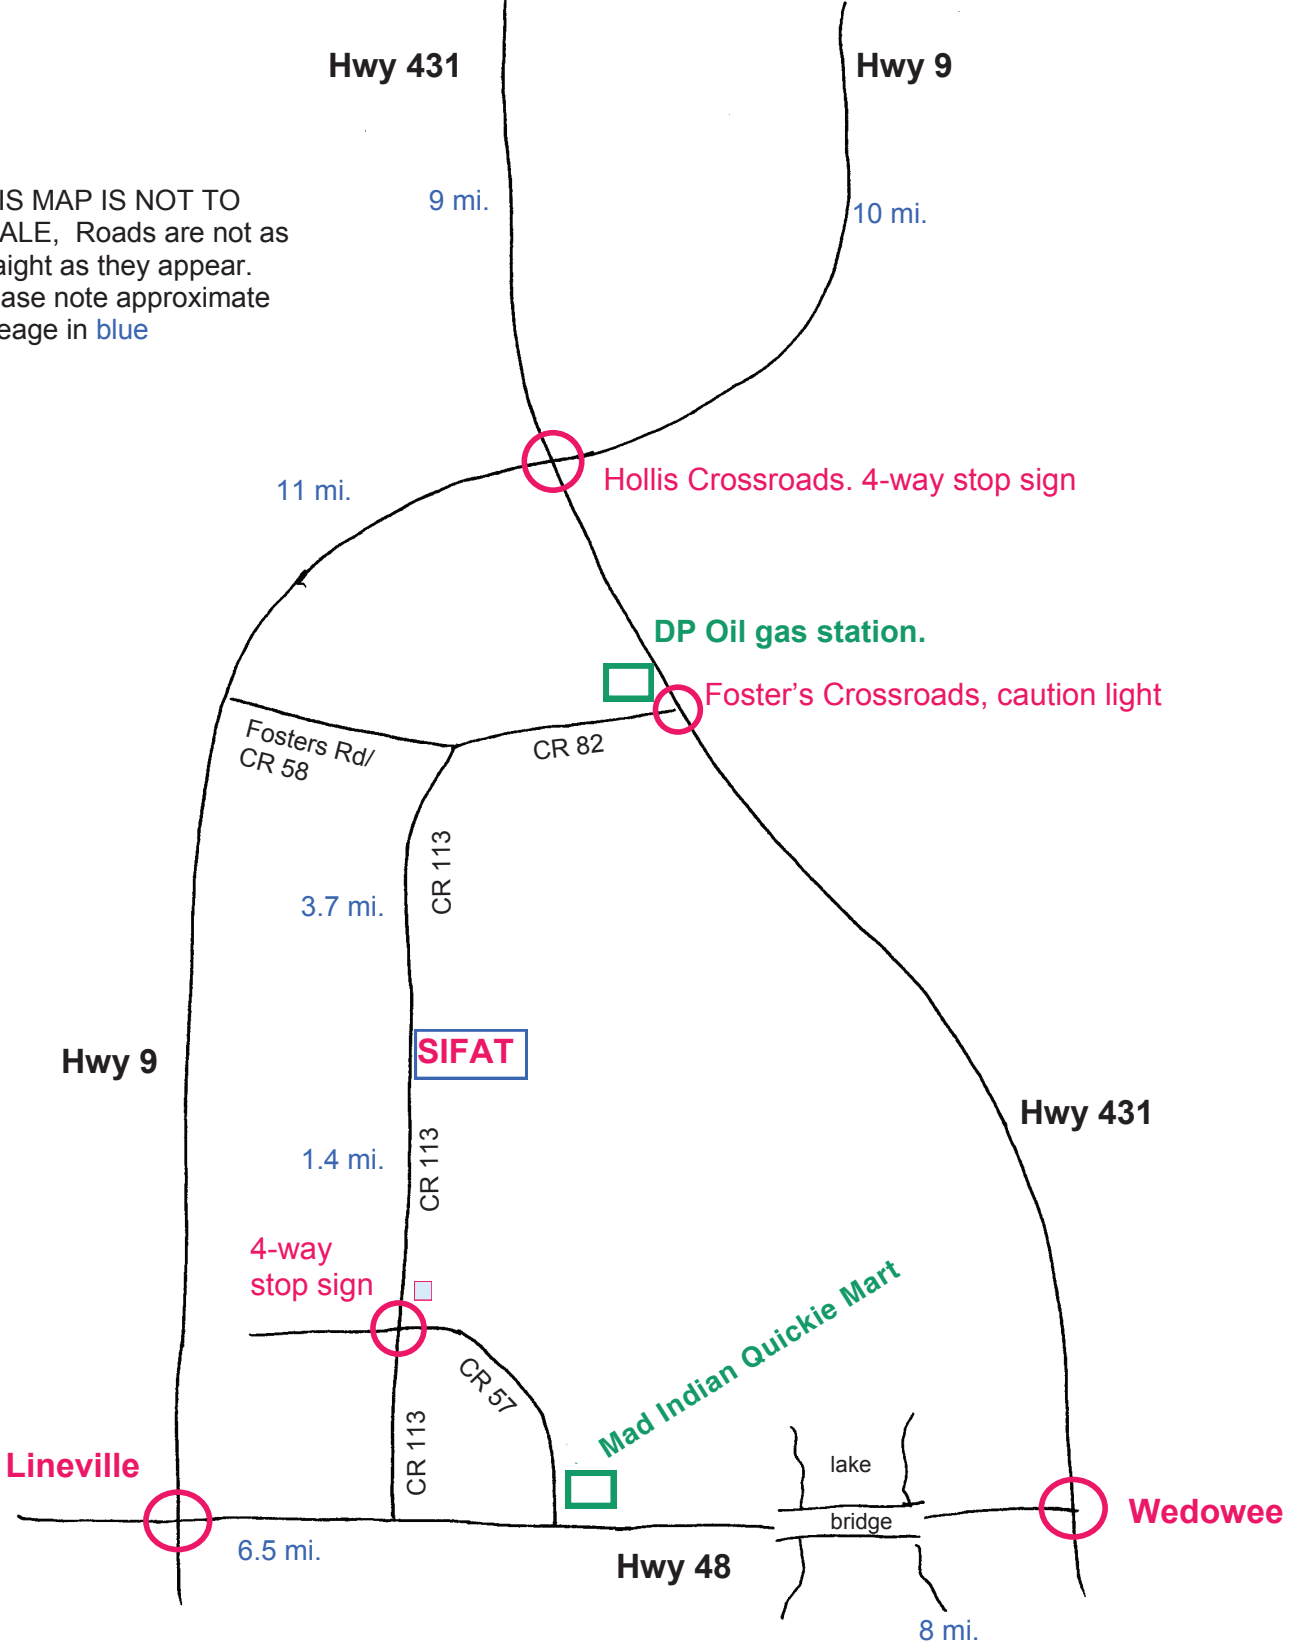 Hwy 431
Hwy 9
IS MAP IS NOT TO
ALE, Roads are not as
aight as they appear.
ase note approximate
eage in blue
9 mi.
10 mi.
Hollis Crossroads. 4-way stop sign
11 mi.
DP Oil gas station.
Foster's Crossroads, caution light
Fosters Rd/
CR 58
CR 82
CR 113
3.7 mi.
SIFAT
Hwy 9
Hwy 431
CR 113
1.4 mi.
4-way
stop sign
CR 57
Mad Indian Quickie Mart
CR 113
Lineville
lake
bridge
Wedowee
6.5 mi.
Hwy 48
8 mi.